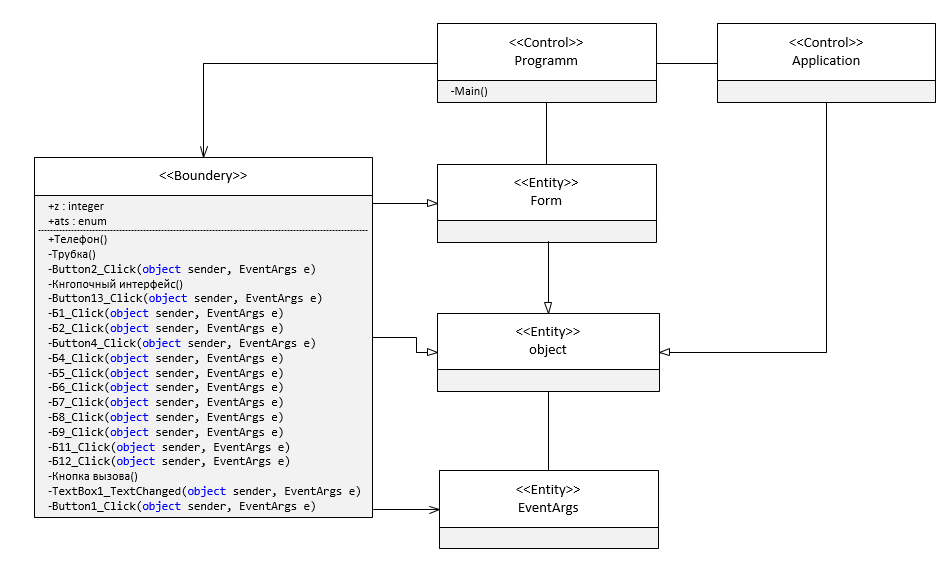 <<Control>>
Programm
-Main()
<<Control>>
Application
<<Boundery>>
+z : integer
+ats : enum
+Телефон()
-Трубка()
-Button2_Click(object sender, EventArgs e)
-Кнгопочный интерфейс()
-Button13_Click(object sender, EventArgs e)
-Б1_Click(object sender, EventArgs e)
-Б2_Click(object sender, EventArgs e)
-Button4_Click(object sender, EventArgs e)
-Б4_Click(object sender, EventArgs e)
-Б5_Click(object sender, EventArgs e)
-Б6_Click(object sender, EventArgs e)
-Б7_Click(object sender, EventArgs e)
-Б8_Click(object sender, EventArgs e)
-Б9_Click(object sender, EventArgs e)
-Б11_Click(object sender, EventArgs e)
-Б12_Click(object sender, EventArgs e)
-Кнопка вызова()
-TextBox1_TextChanged(object sender, EventArgs e)
-Button1_Click(object sender, EventArgs e)
<<Entity>>
Form
<<Entity>>
object
<<Entity>>
EventArgs